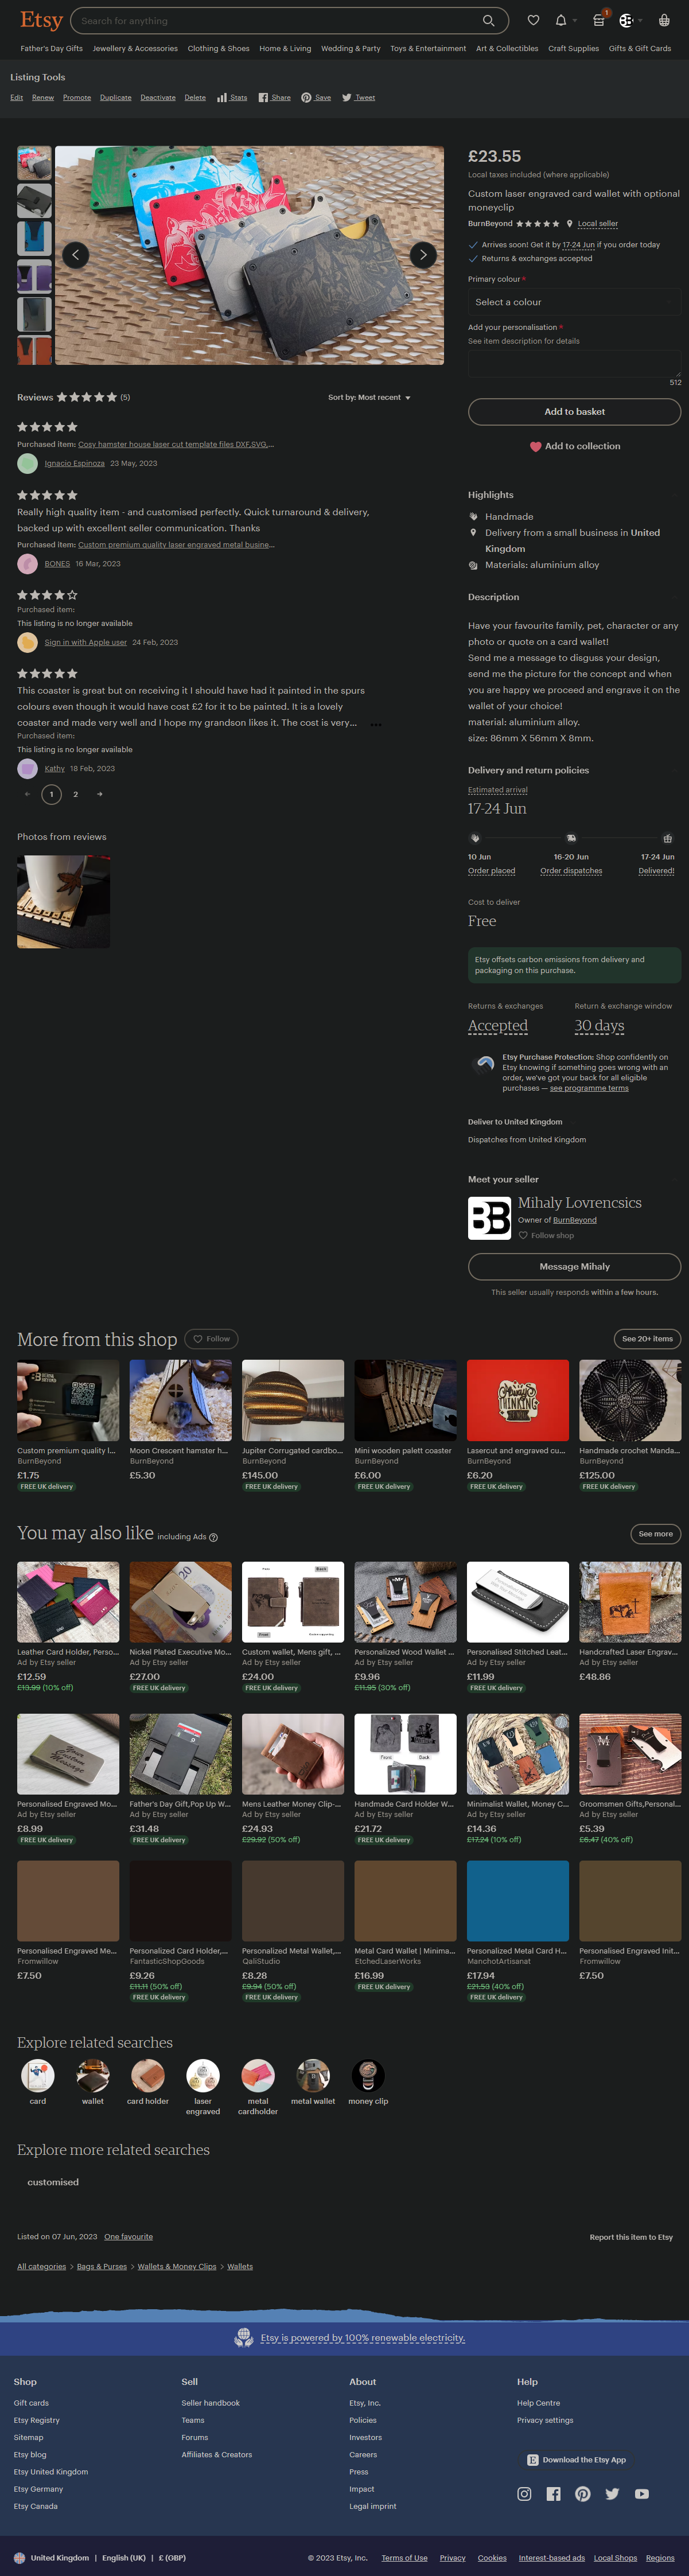 Etsy
Search for anything
1
Father's Day Gifts Jewellery & Accessories Clothing & Shoes Home & Living Wedding & Party Toys & Entertainment Art & Collectibles Craft Supplies Gifts & Gift Cards
Listing Tools
Edit Renew Promote Duplicate Deactivate Delete Stats Share Save Tweet
£23.55
Local taxes included (where applicable)
Custom laser engraved card wallet with optional
moneyclip
BurnBeyond Local seller
Arrives soon! Get it by 17-24 Jun if you order today
Returns & exchanges accepted
Primary colour *
Select a colour
Add your personalisation *
See item description for details
512
Add to basket
Add to collection
Highlights
Handmade
Delivery from a small business in United
Kingdom
Materials: aluminium alloy
Description
Have your favourite family, pet, character or any
photo or quote on a card wallet!
Send me a message to discuss your design,
send me the picture for the concept and when
you are happy we proceed and engrave it on the
wallet of your choice!
material: aluminium alloy.
size: 86mm X 56mm X 8mm.
Delivery and return policies
Estimated arrival
17-24 Jun
10 Jun 16-20 Jun 17-24 Jun
Order placed Order dispatches Delivered!
Cost to deliver
Free
Etsy offsets carbon emissions from delivery and
packaging on this purchase.
Returns & exchanges Return & exchange window
Accepted 30 days
Etsy Purchase Protection: Shop confidently on
Etsy knowing if something goes wrong with an
order, we've got your back for all eligible
purchases — see programme terms
Deliver to United Kingdom
Dispatches from United Kingdom
Meet your seller
BB
Mihaly Lovrencsics
Owner of BurnBeyond
Follow shop
Message Mihaly
This seller usually responds within a few hours.
Reviews (5)
Sort by: Most recent
Purchased item: Cosy hamster house laser cut template files DXF,SVG,...
Ignacio Espinoza 23 May, 2023
Really high quality item - and customised perfectly. Quick turnaround & delivery,
backed up with excellent seller communication. Thanks
Purchased item: Custom premium quality laser engraved metal busine...
BONES 16 Mar, 2023
Purchased item:
This listing is no longer available
Sign in with Apple user 24 Feb, 2023
This coaster is great but on receiving it I should have had it painted in the spurs
colours even though it would have cost £2 for it to be painted. It is a lovely
coaster and made very well and I hope my grandson likes it. The cost is very...
Purchased item:
This listing is no longer available
Kathy 18 Feb, 2023
1 2
Photos from reviews
More from this shop Follow See 20+ items
Custom premium quality l... Moon Crescent hamster h... Jupiter Corrugated cardbo... Mini wooden palett coaster Lasercut and engraved cu... Handmade crochet Manda...
BurnBeyond BurnBeyond BurnBeyond BurnBeyond BurnBeyond BurnBeyond
£1.75 £5.30 £145.00 £6.00 £6.20 £125.00
FREE UK delivery FREE UK delivery FREE UK delivery FREE UK delivery FREE UK delivery
You may also like including Ads See more
Leather Card Holder, Perso... Nickel Plated Executive Mo... Custom wallet, Mens gift, ... Personalized Wood Wallet ... Personalised Stitched Leat... Handcrafted Laser Engrav...
Ad by Etsy seller Ad by Etsy seller Ad by Etsy seller Ad by Etsy seller Ad by Etsy seller Ad by Etsy seller
£12.59 £27.00 £24.00 £9.96 £11.99 £48.86
£13.99 (10% off) FREE UK delivery FREE UK delivery £11.95 (30% off) FREE UK delivery
Your
Custom
Message
Personalised Engraved Mo... Father's Day Gift,Pop Up W... Mens Leather Money Clip-... Handmade Card Holder W... Minimalist Wallet, Money C... Groomsmen Gifts,Personal...
Ad by Etsy seller Ad by Etsy seller Ad by Etsy seller Ad by Etsy seller Ad by Etsy seller Ad by Etsy seller
£8.99 £31.48 £24.93 £21.72 £14.36 £5.39
FREE UK delivery FREE UK delivery £29.92 (50% off) FREE UK delivery £17.24 (10% off) £6.47 (40% off)
Personalised Engraved Me... Personalized Card Holder,... Personalized Metal Wallet,... Metal Card Wallet | Minima... Personalized Metal Card H... Personalised Engraved Init...
Fromwillow FantasticShopGoods QaliStudio EtchedLaserWorks ManchotArtisanat Fromwillow
£7.50 £9.26 £8.28 £16.99 £17.94 £7.50
£11.11 (50% off) £9.94 (50% off) FREE UK delivery £21.53 (40% off)
FREE UK delivery FREE UK delivery FREE UK delivery
Explore related searches
card wallet card holder laser engraved metal cardholder metal wallet money clip
Explore more related searches
customised
Listed on 07 Jun, 2023 One favourite Report this item to Etsy
All categories Bags & Purses Wallets & Money Clips Wallets
Etsy is powered by 100% renewable electricity.
Shop Sell About Help
Gift cards Seller handbook Etsy, Inc. Help Centre
Etsy Registry Teams Policies Privacy settings
Sitemap Forums Investors
Etsy blog Affiliates & Creators Careers Download the Etsy App
Etsy United Kingdom Press
Etsy Germany Impact
Etsy Canada Legal imprint
United Kingdom | English (UK) | £ (GBP) © 2023 Etsy, Inc. Terms of Use Privacy Cookies Interest-based ads Local Shops Regions